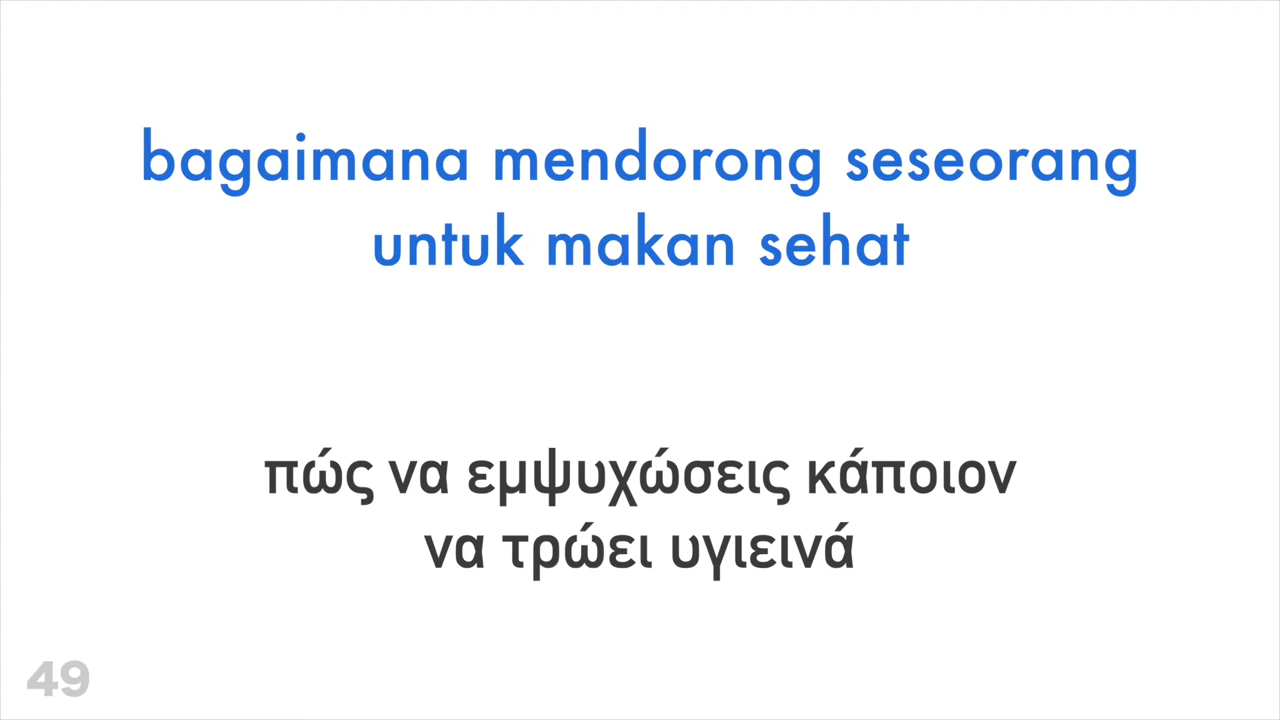 bagaimana mendorong seseorang
untuk makan sehat
πώς να εμψυχώσεις κάποιον
να τρώει υγιεινά
49